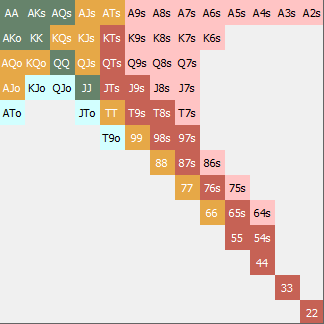 AA AKs AQs AJs ATs A9s A8s A7s A6s A5s A4s A3s A2s
AKo KK KQs KJs KTs K9s K8s K7s K6s
AQo KQo QQ QJs QTs Q9s Q8s Q7s
AJo KJo QJo JJ JTs J9s J8s J7s
ATo JTo TT T9s T8s T7s
T9o 99 98s 97s
88 87s 86s
77 76s 75s
66 65s 64s
55 54s
44
33
22